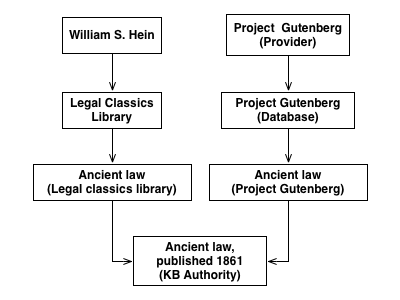 William S. Hein
Project Gutenberg
(Provider)
Legal Classics
Library
Project Gutenberg
(Database)
Ancient law
(Legal classics library)
Ancient law
(Project Gutenberg)
Ancient law,
published 1861
(KB Authority)